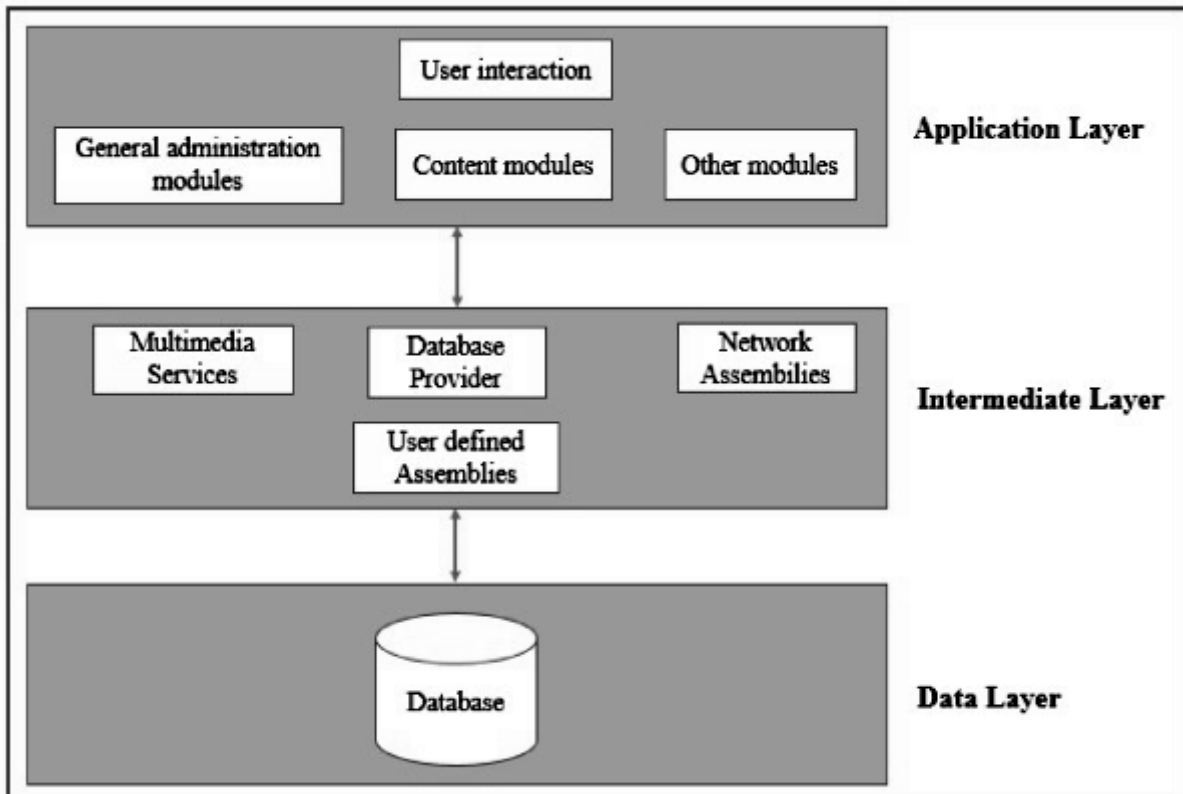 User interaction
General administration
modules
Content modules
Other modules
Application Layer
Multimedia
Services
Database
Provider
Network
Assembilies
User defined
Assemblies
Intermediate Layer
Database
Data Layer